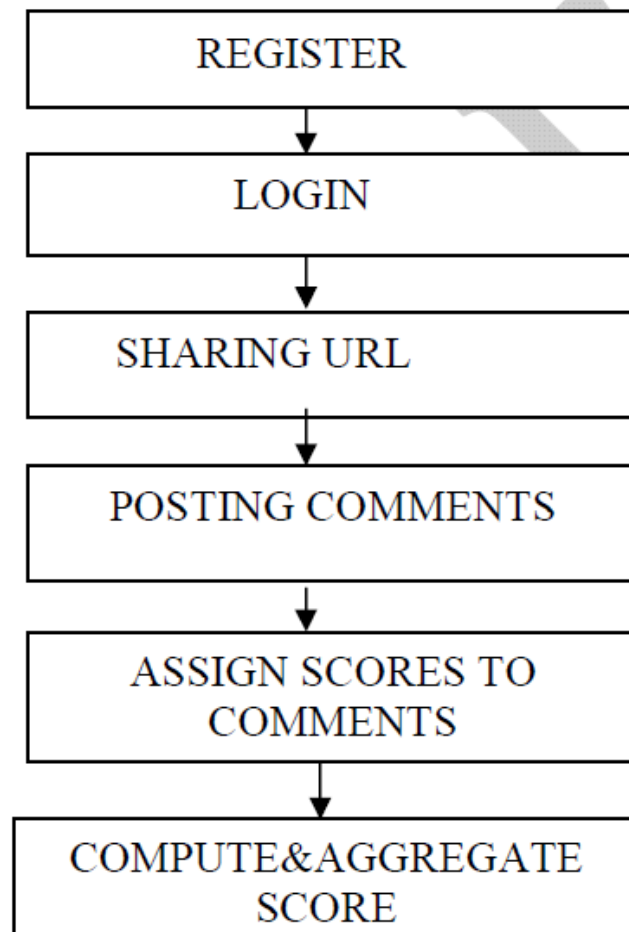 REGISTER
LOGIN
SHARING URL
POSTING COMMENTS
ASSIGN SCORES TO
COMMENTS
COMPUTE&AGGREGATE
SCORE